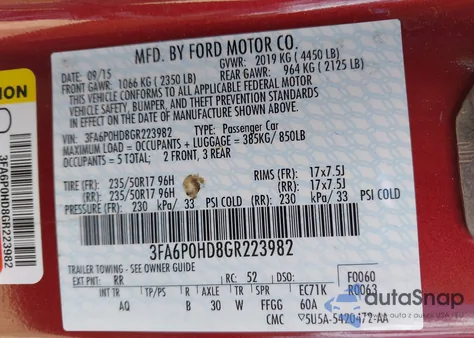 MFD. BY FORD MOTOR CO.
DATE: 09/15 GVWR: 2019 KG ( 4450 LB)
FRONT GAWR: 1066 KG ( 2350 LB) REAR GAWR: 964 KG ( 2125 LB)
THIS VEHICLE CONFORMS TO ALL APPLICABLE FEDERAL MOTOR
VEHICLE SAFETY, BUMPER, AND THEFT PREVENTION STANDARDS IN
EFFECT ON THE DATE OF MANUFACTURE SHOWN ABOVE.
VIN: 3FA6P0HD8GR223982 TYPE: Passenger Car
MAXIMUM LOAD = OCCUPANTS + LUGGAGE = 385KG/ 850LB
OCCUPANTS = 5 TOTAL: 2 FRONT, 3 REAR
TIRE (FR): 235/50R17 96H RIMS (FR): 17x7.5J
(RR): 235/50R17 96H (RR): 17x7.5J
PRESSURE (FR): 230 kPa/ 33 PSI COLD (RR): 230 kPa/ 33 PSI COLD
3FA6P0HD8GR223982
TRAILER TOWING - SEE OWNER GUIDE
EXT PNT: RR RC: 52 DSO: F0060
INT TR TP/PS R AXLE TR EC71K R0063
AQ B 30 W FFGG 60A
CMC 5U5A-5420472-AA
3FA6P0HD8GR223982
autoSnap